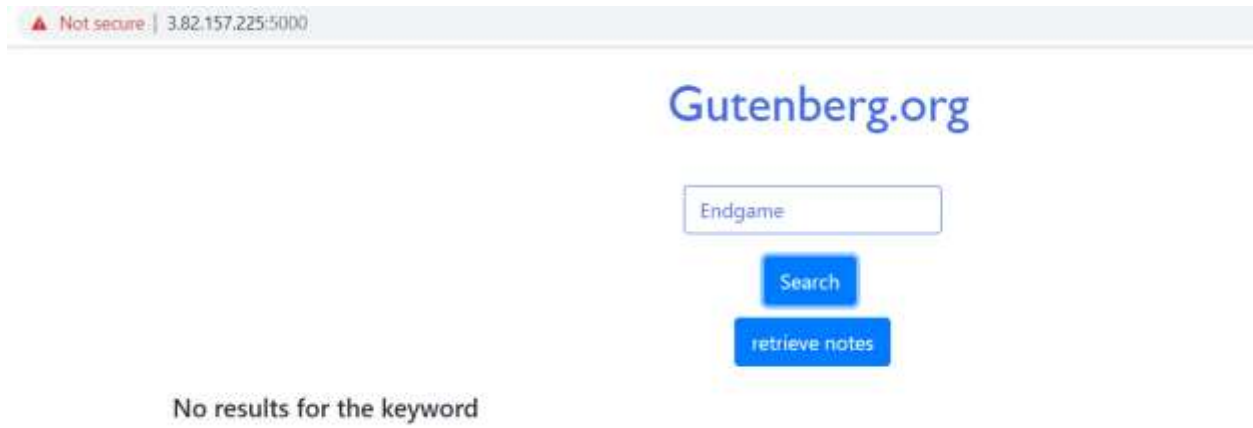 Not secure | 3.82.157.225:5000
Gutenberg.org
Endgame
Search
retrieve notes
No results for the keyword